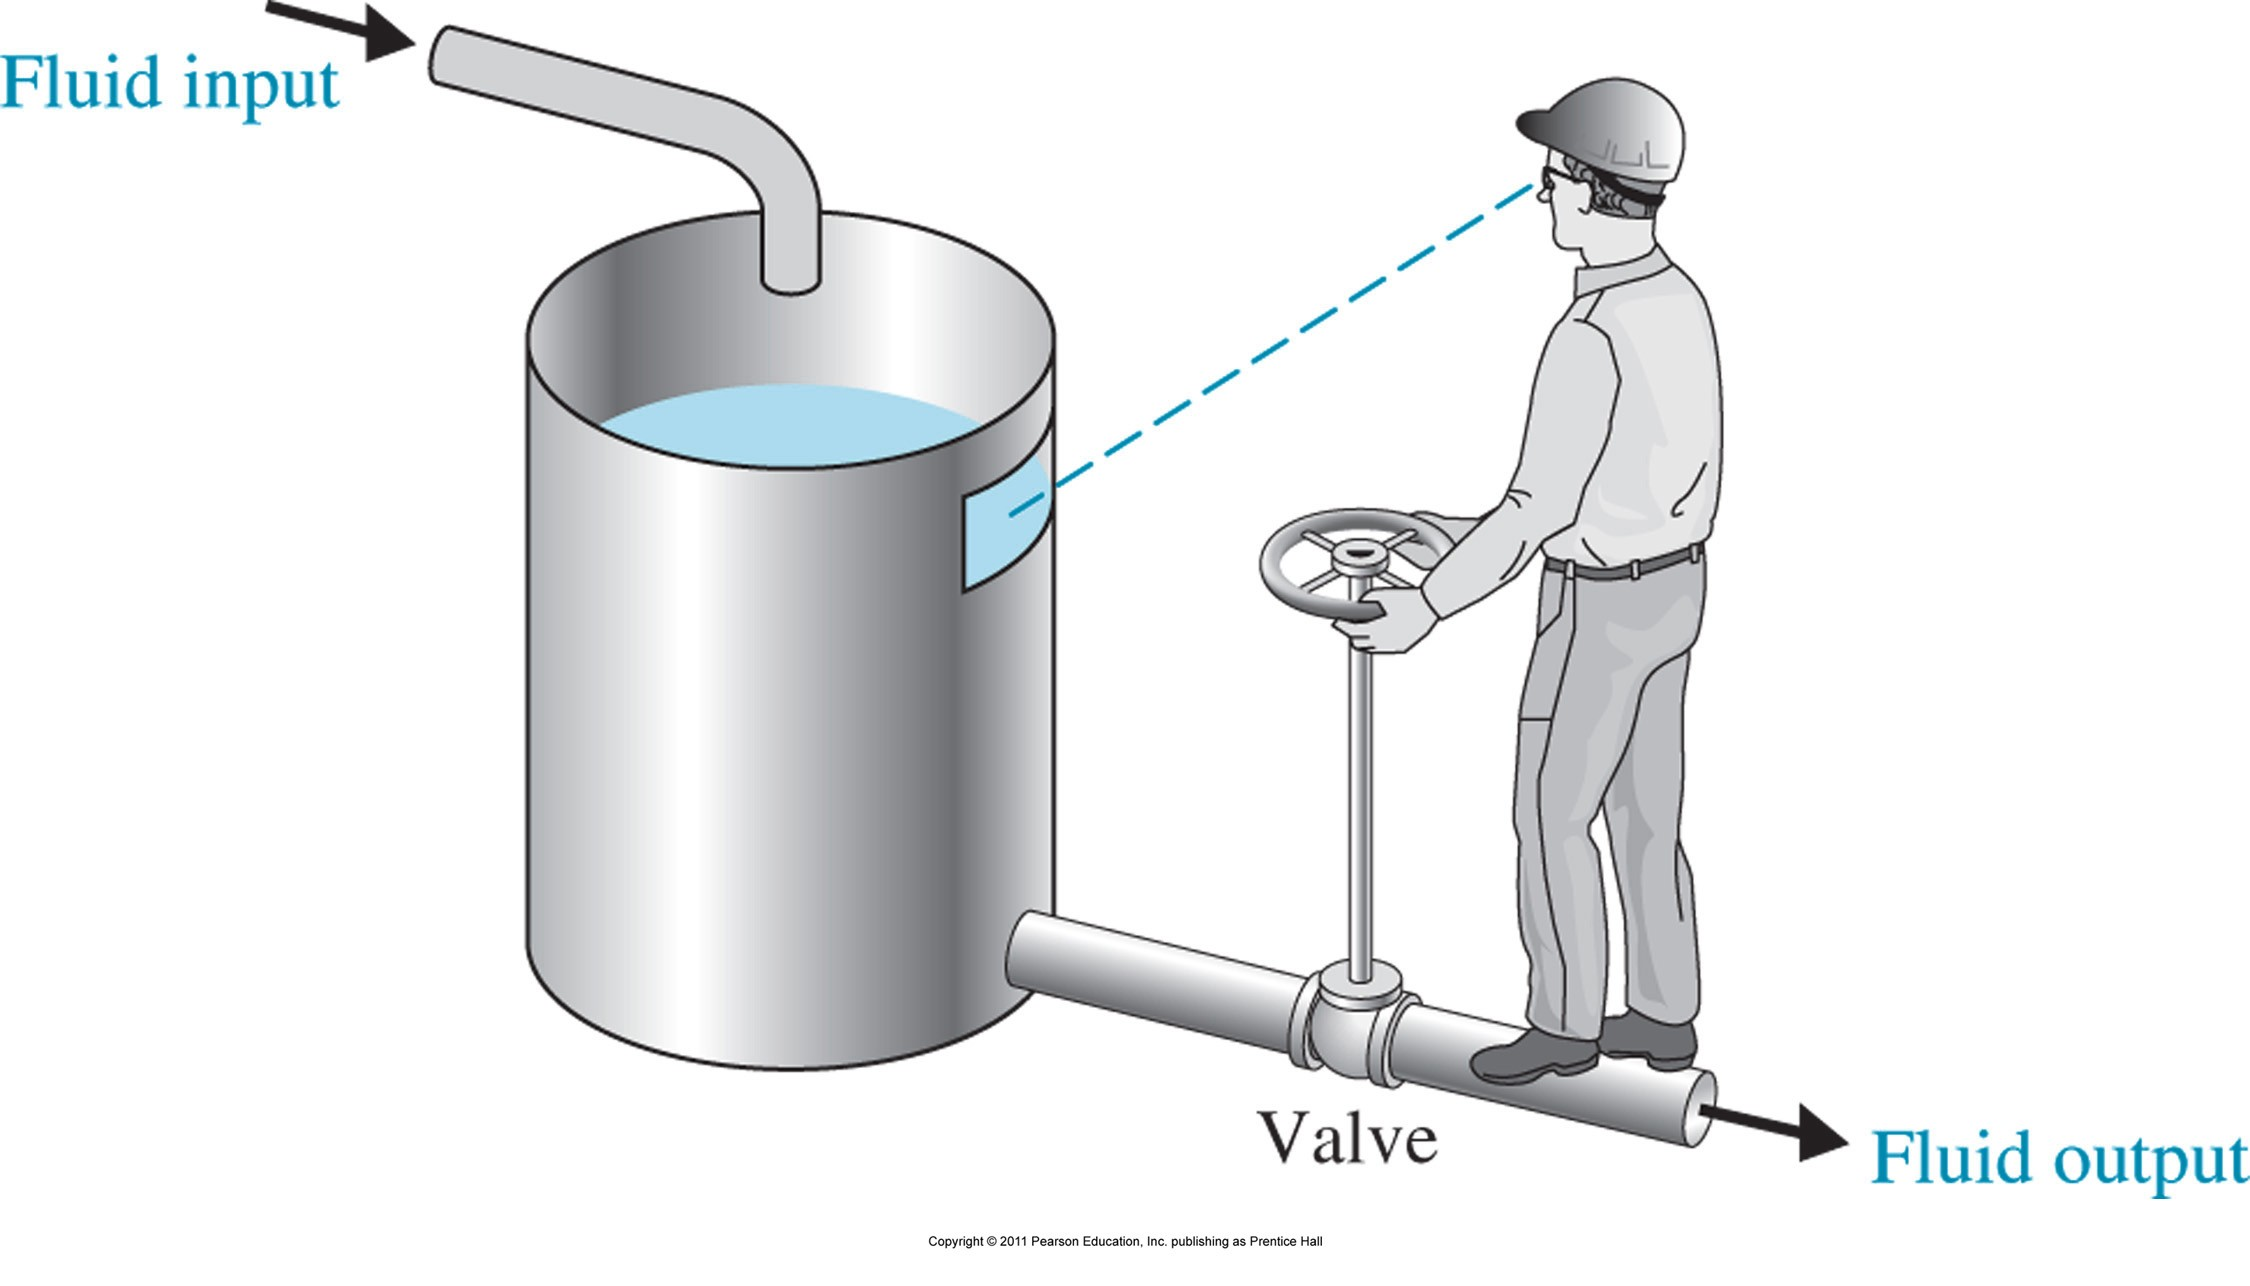 Fluid input
Valve
Fluid output
Copyright © 2011 Pearson Education, Inc. publishing as Prentice Hall